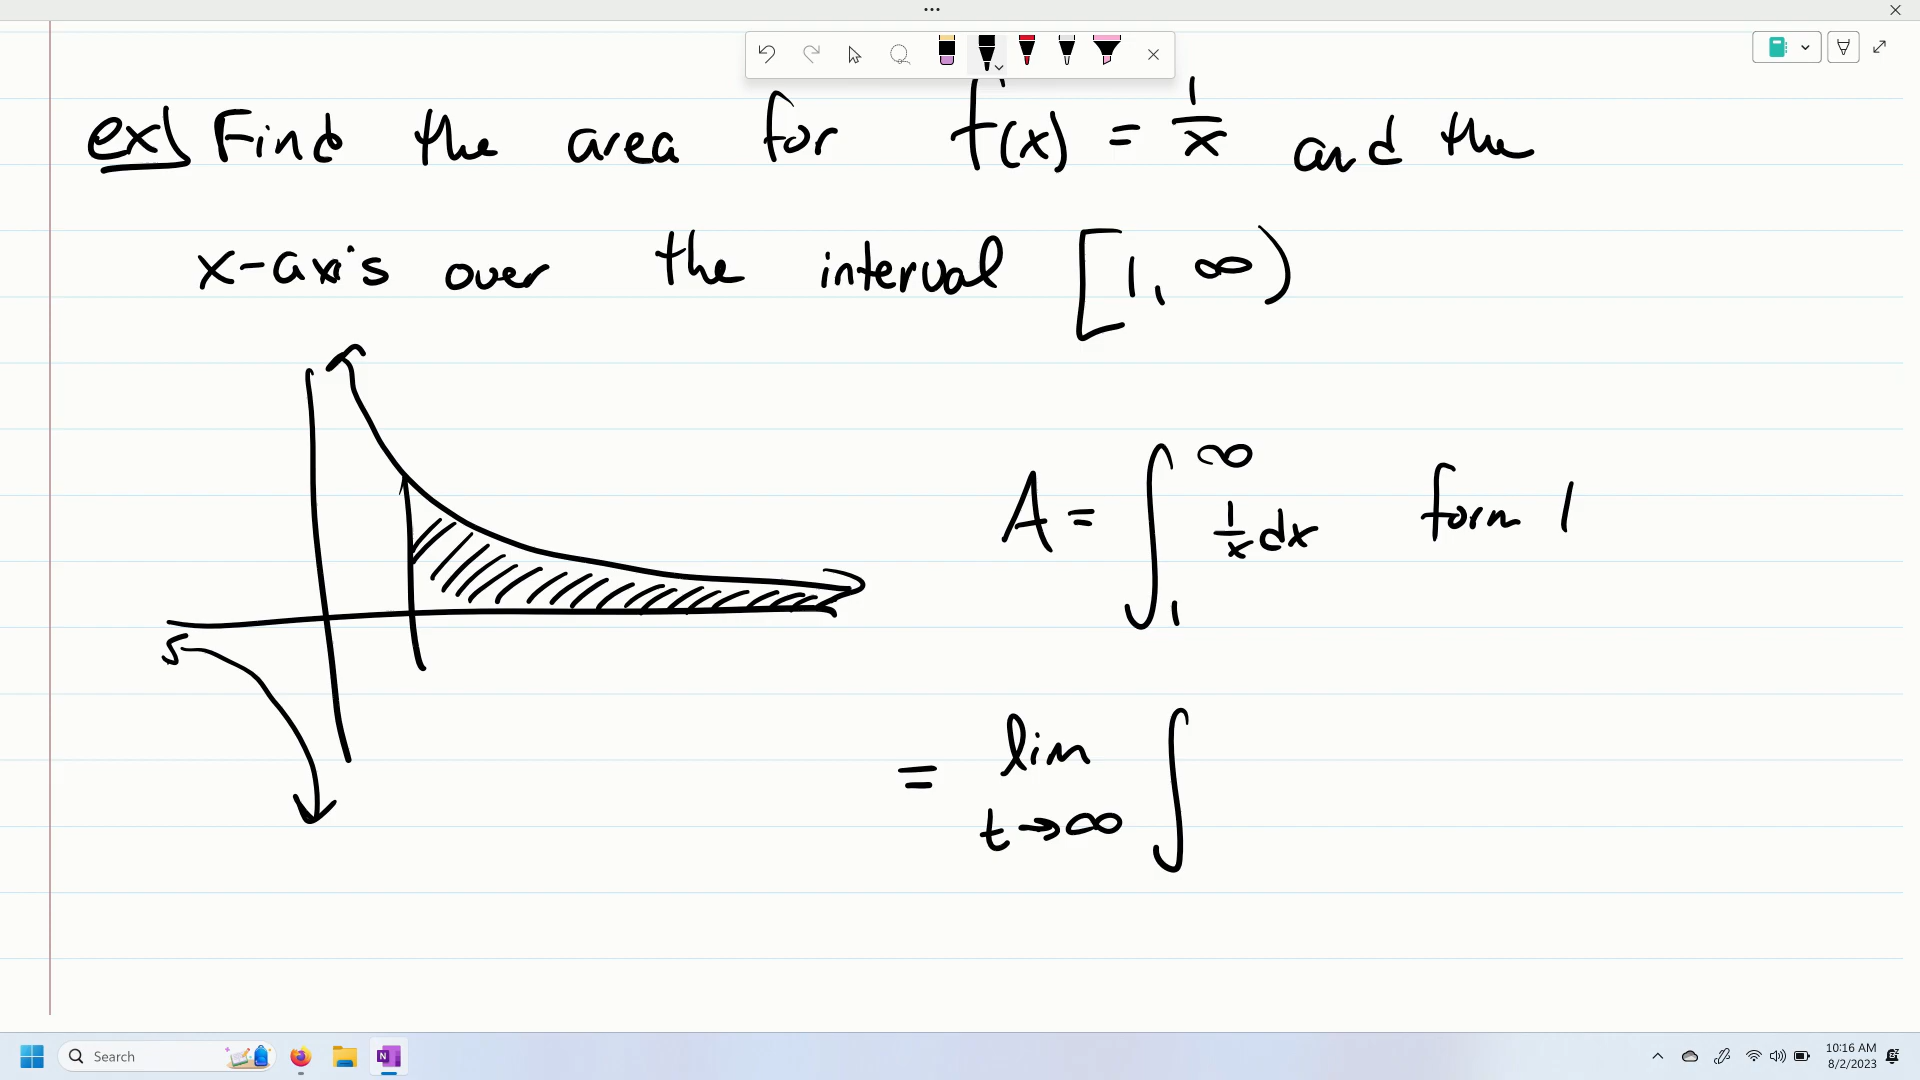 ex) Find the area for f(x) = 1/x and the
x-axis over the interval [1, ∞)
A = ∫₁^∞ 1/x dx form 1
= lim t→∞ ∫
Search
10:16 AM
8/2/2023